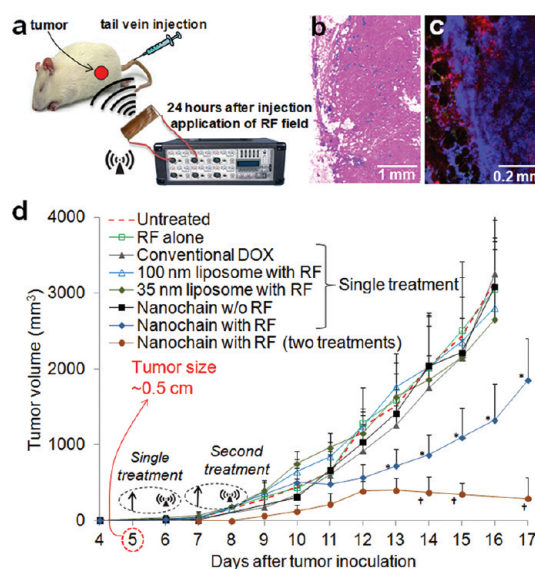 a
tumor
tail vein injection
24 hours after injection
application of RF field
b
1 mm
c
0.2 mm
d
Tumor volume (mm³)
4000
3000
2000
1000
0
Untreated
RF alone
Conventional DOX
100 nm liposome with RF
35 nm liposome with RF
Nanochain w/o RF
Nanochain with RF
Nanochain with RF (two treatments)
Single treatment
Tumor size
~0.5 cm
Single
treatment
Second
treatment
*
*
*
*
*
*
†
†
†
4 5 6 7 8 9 10 11 12 13 14 15 16 17
Days after tumor inoculation